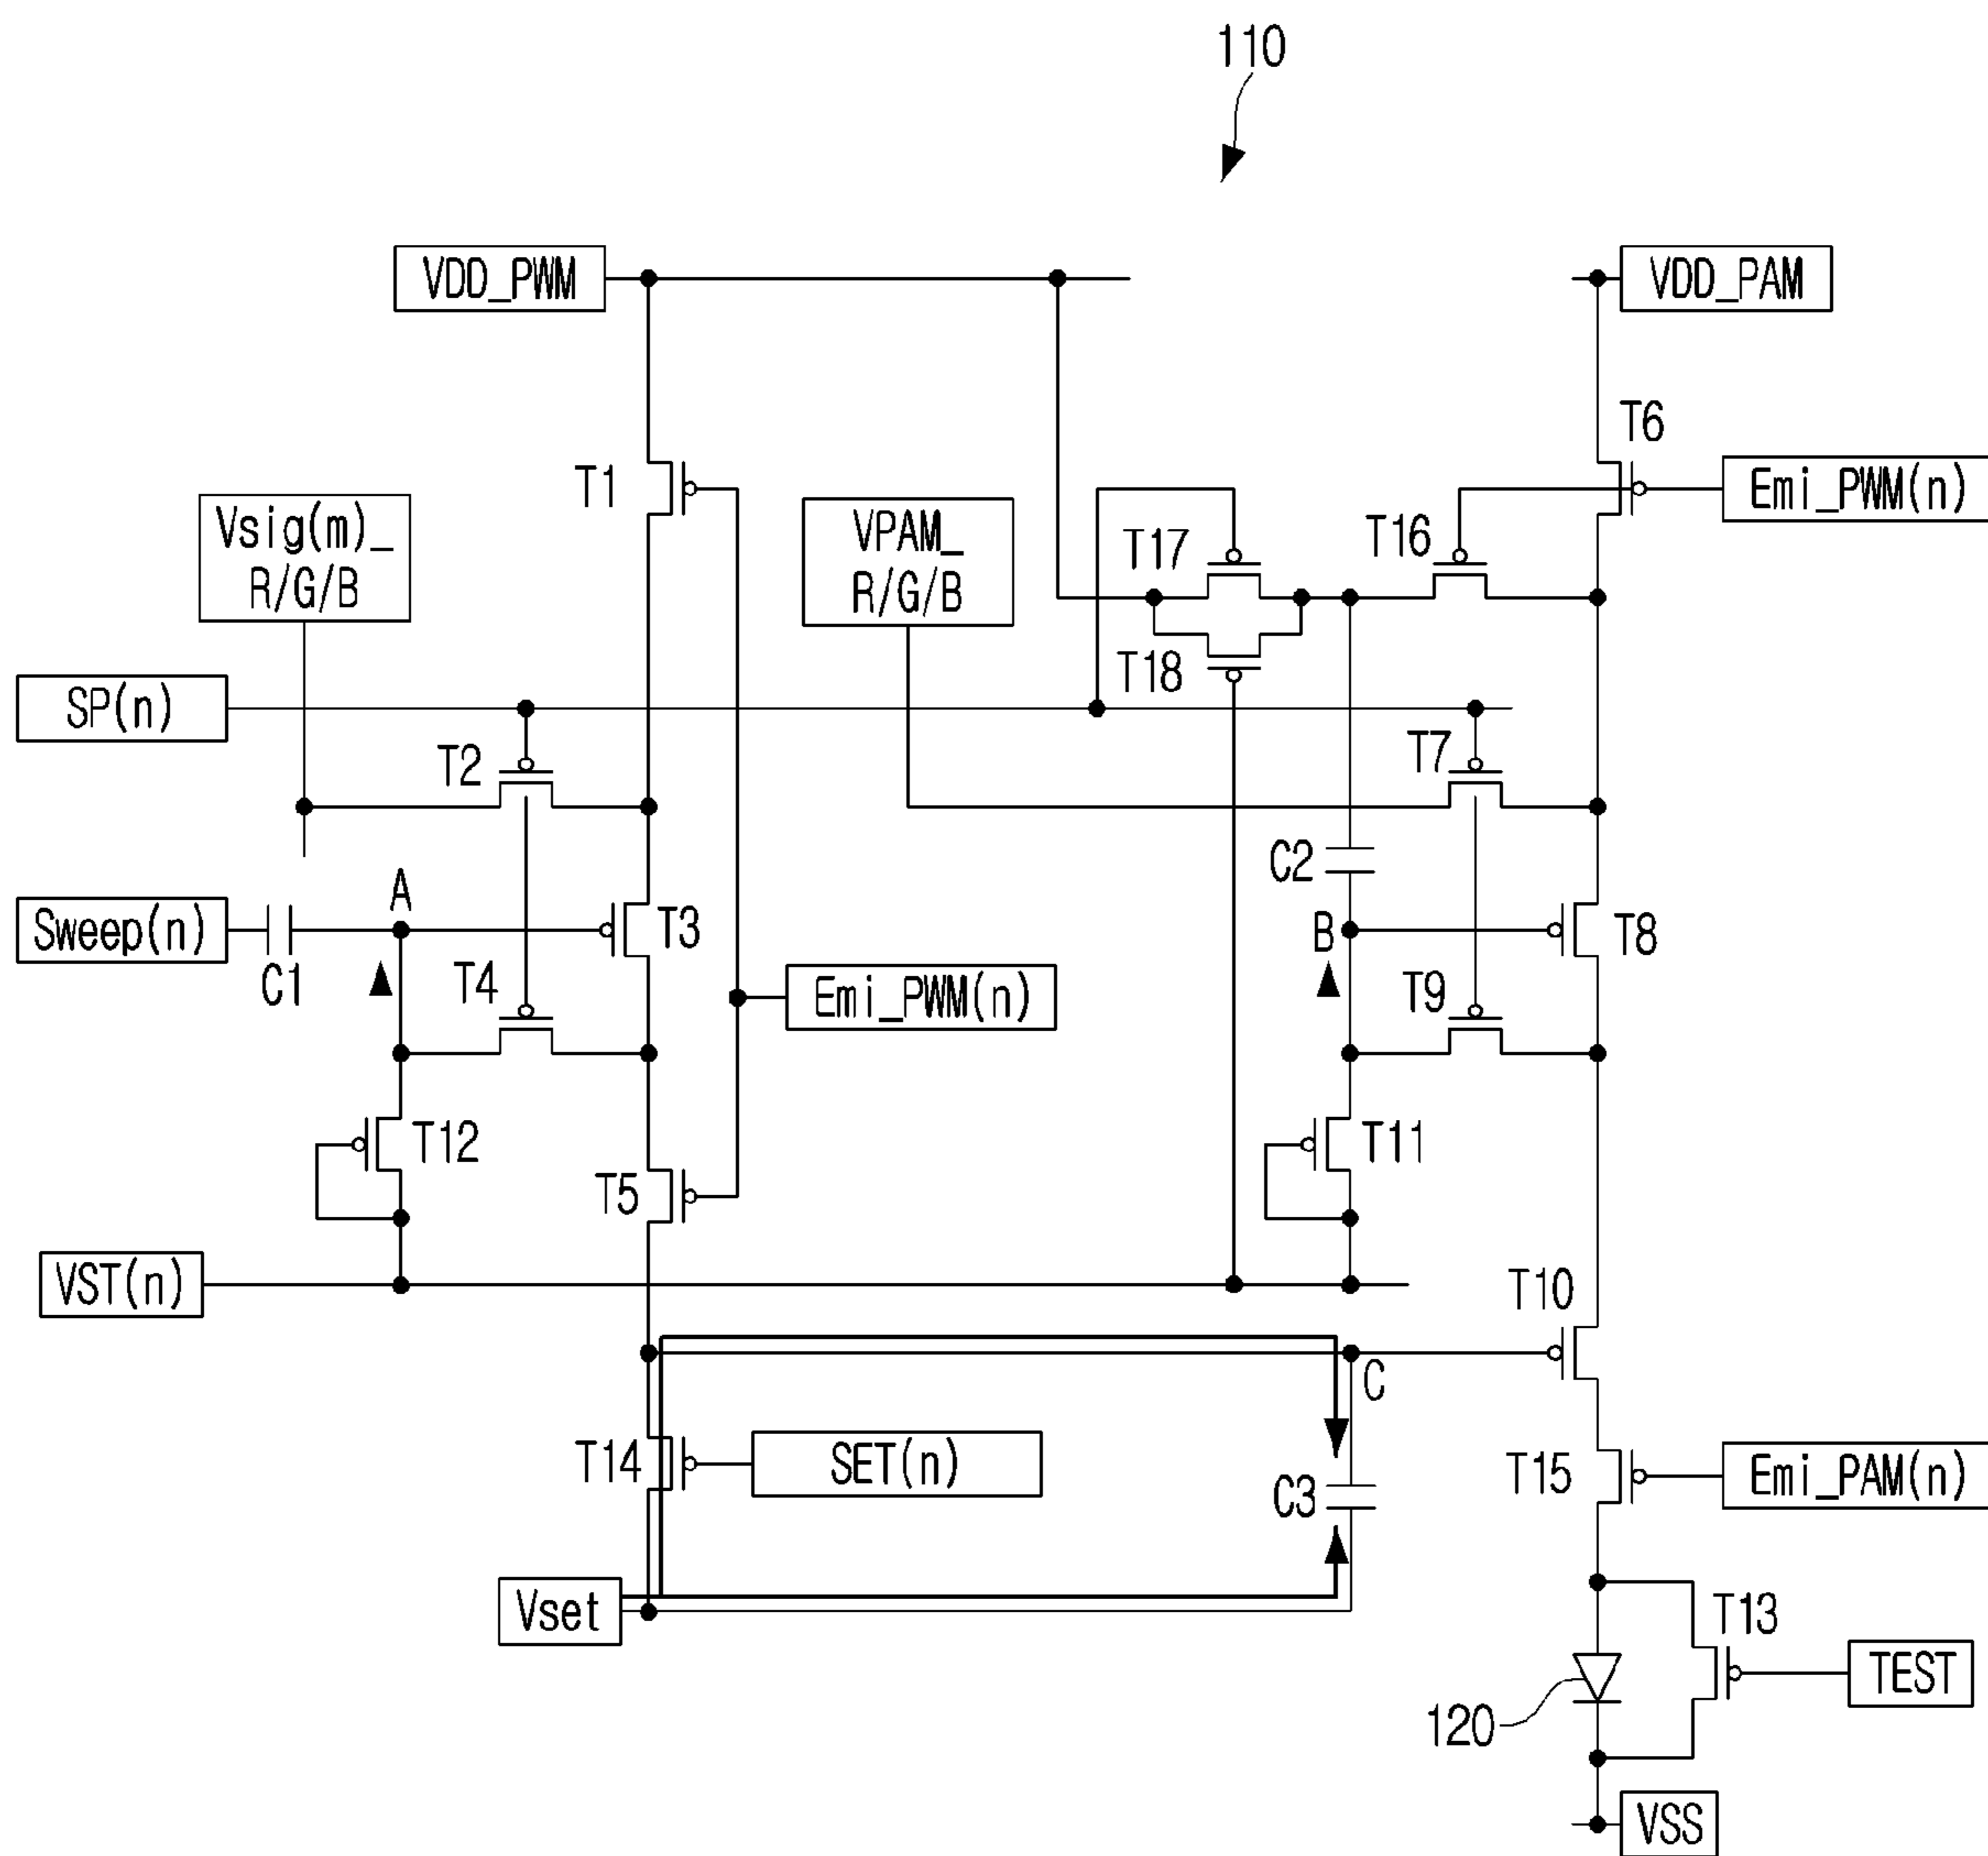 110
VDD_PWM
VDD_PAM
T6
T1
Emi_PWM(n)
Vsig(m)_
R/G/B
VPAM_
R/G/B
T17
T16
T18
SP(n)
T2
T7
C2
A
Sweep(n)
T3
B
T8
C1
T4
Emi_PWM(n)
T9
T12
T11
T5
VST(n)
T10
C
T14
SET(n)
C3
T15
Emi_PAM(n)
Vset
T13
TEST
120
VSS